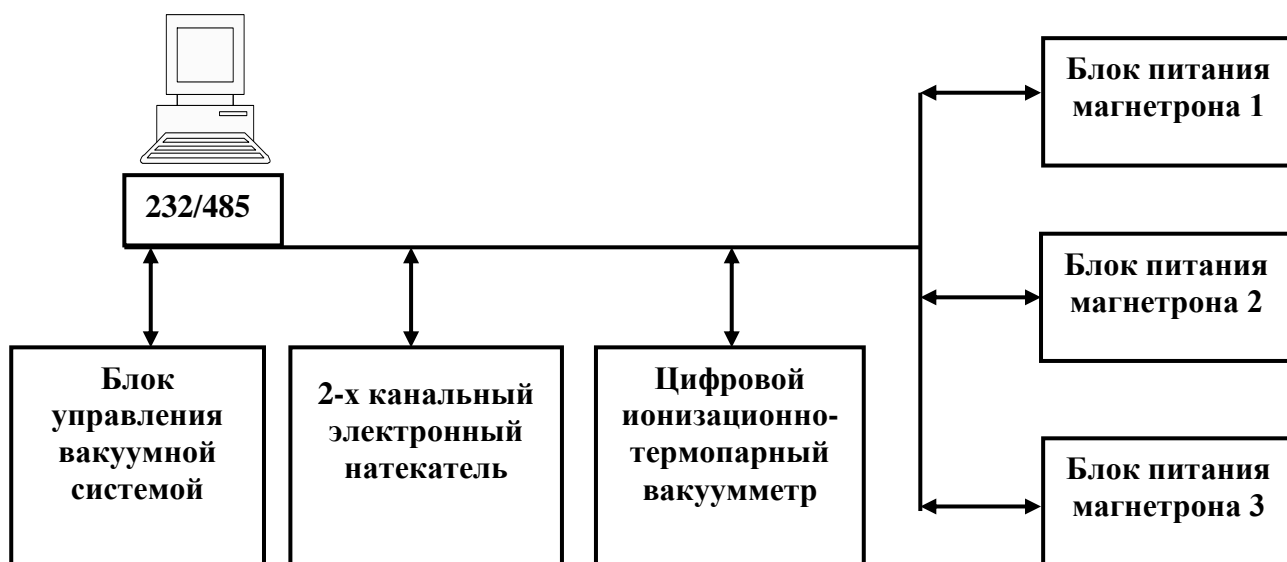 232/485
Блок питания
магнетрона 1
Блок питания
магнетрона 2
Блок
управления
вакуумной
системой
2-х канальный
электронный
натекатель
Цифровой
ионизационно-
термопарный
вакуумметр
Блок питания
магнетрона 3